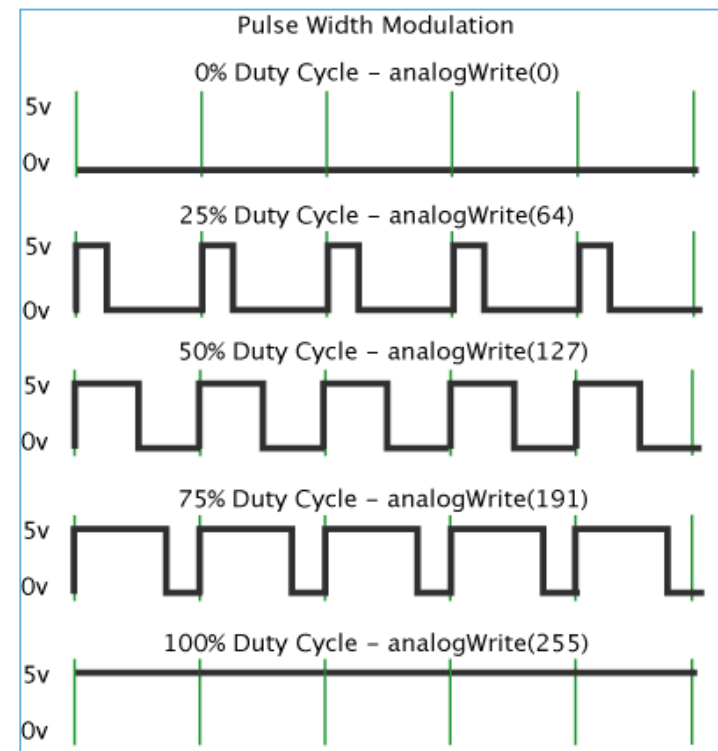 Pulse Width Modulation
0% Duty Cycle – analogWrite(0)
5v
0v
25% Duty Cycle – analogWrite(64)
5v
0v
50% Duty Cycle – analogWrite(127)
5v
0v
75% Duty Cycle – analogWrite(191)
5v
0v
100% Duty Cycle – analogWrite(255)
5v
0v